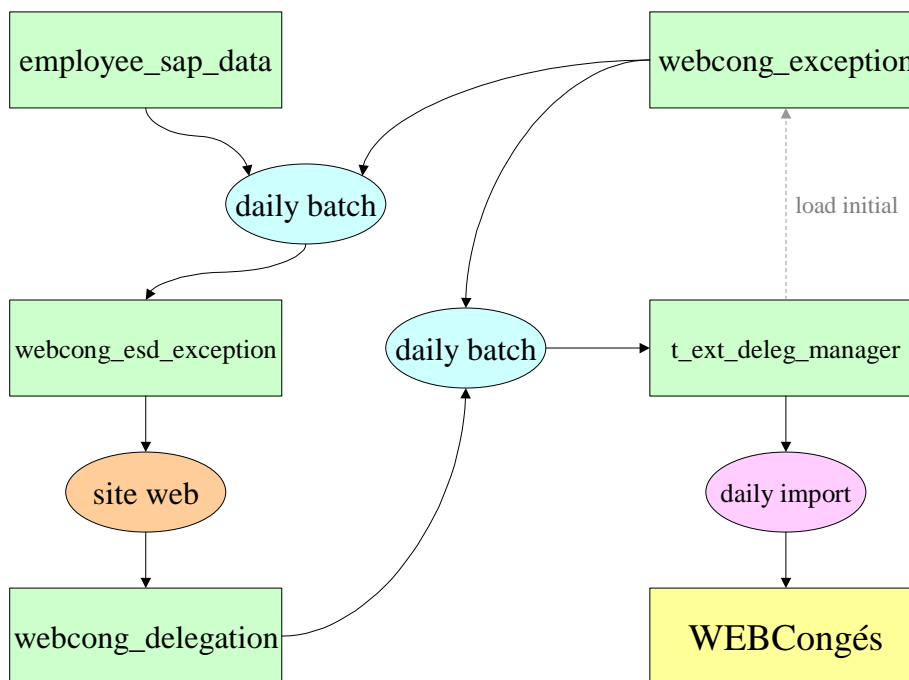 employee_sap_data
webcong_exception
daily batch
load initial
webcong_esd_exception
daily batch
t_ext_deleg_manager
site web
daily import
webcong_delegation
WEBCongés